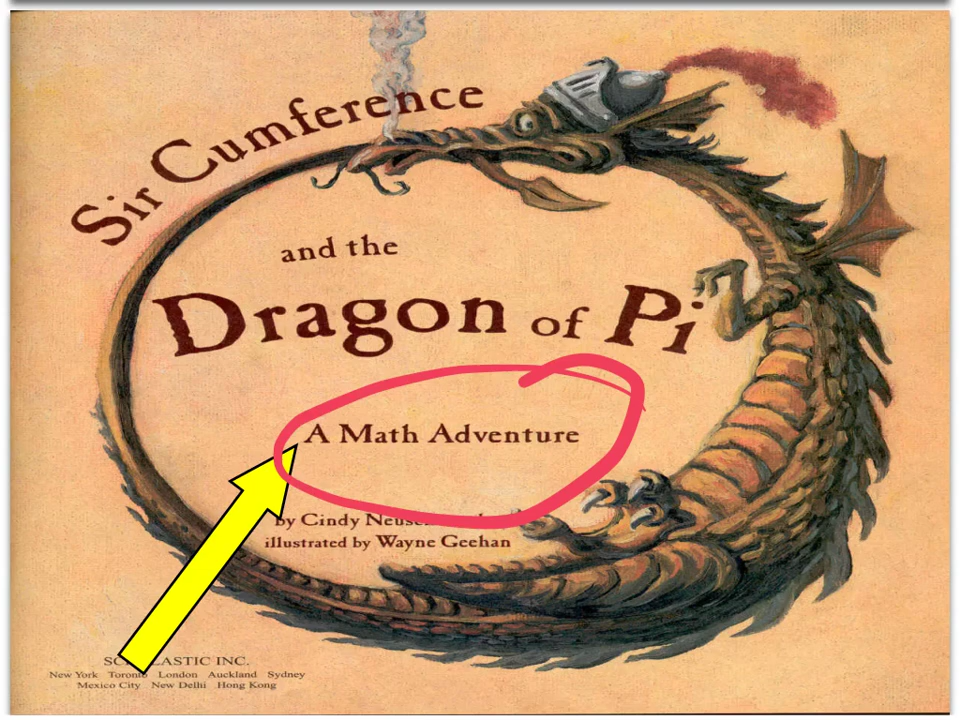 Sir Cumference
and the
Dragon of Pi
A Math Adventure
by Cindy
illustrated by Wayne Geehan
INC.
New York Toronto London Auckland Sydney
Mexico City New Delhi Hong Kong